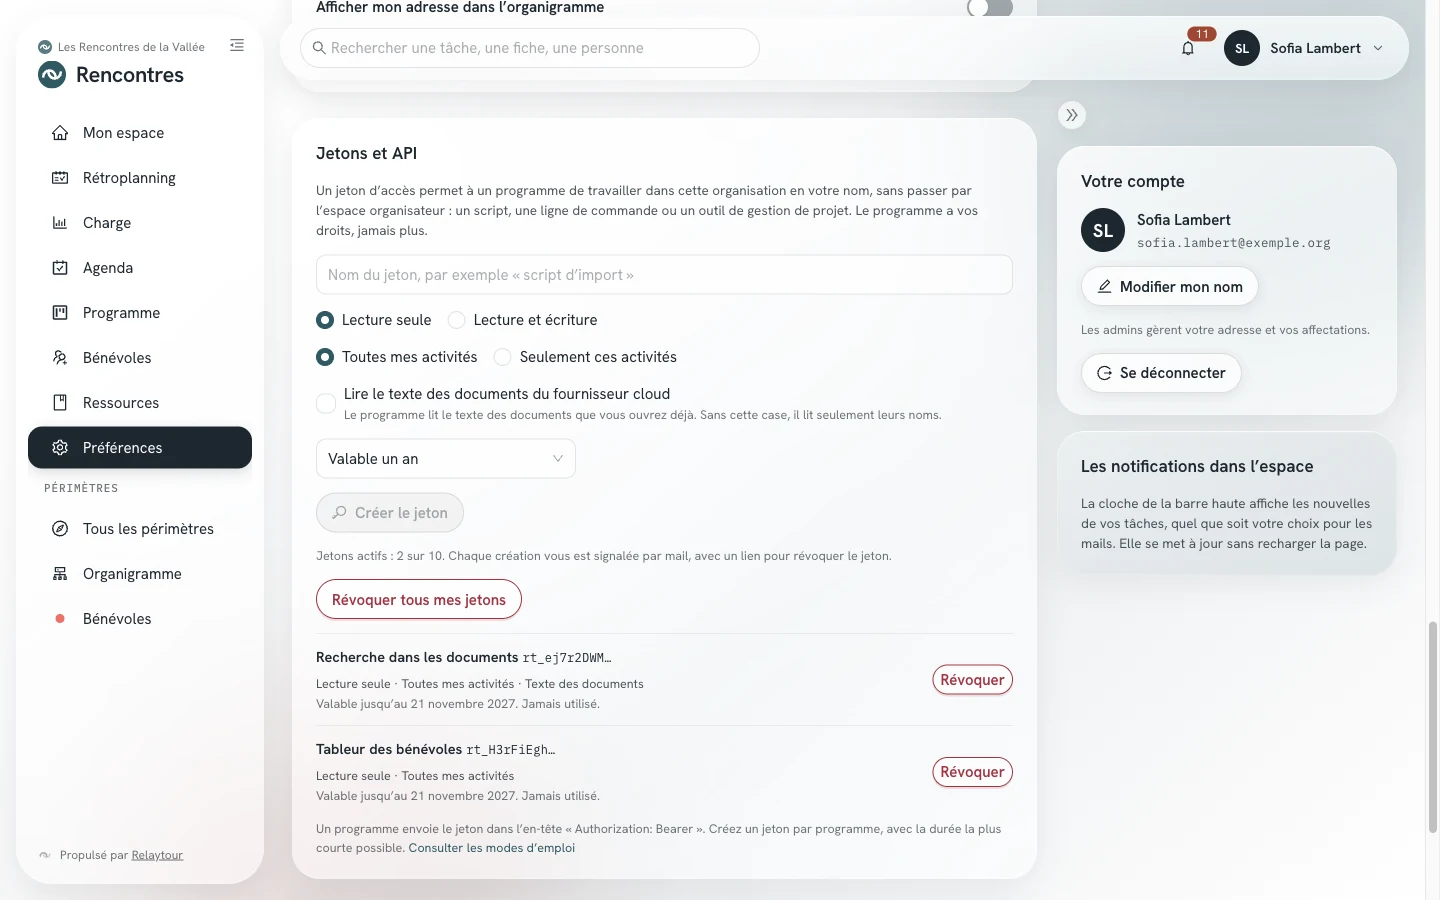 Les Rencontres de la Vallée
Rencontres
Mon espace
Rétroplanning
Charge
Agenda
Programme
Bénévoles
Ressources
Préférences
PÉRIMÈTRES
Tous les périmètres
Organigramme
Bénévoles
Propulsé par Relaytour
Afficher mon adresse dans l’organigramme
Rechercher une tâche, une fiche, une personne
11
SL
Sofia Lambert
Jetons et API
Un jeton d’accès permet à un programme de travailler dans cette organisation en votre nom, sans passer par
l’espace organisateur : un script, une ligne de commande ou un outil de gestion de projet. Le programme a vos
droits, jamais plus.
Nom du jeton, par exemple « script d’import »
Lecture seule
Lecture et écriture
Toutes mes activités
Seulement ces activités
Lire le texte des documents du fournisseur cloud
Le programme lit le texte des documents que vous ouvrez déjà. Sans cette case, il lit seulement leurs noms.
Valable un an
Créer le jeton
Jetons actifs : 2 sur 10. Chaque création vous est signalée par mail, avec un lien pour révoquer le jeton.
Révoquer tous mes jetons
Recherche dans les documents rt_ej7r2DWM…
Lecture seule · Toutes mes activités · Texte des documents
Valable jusqu’au 21 novembre 2027. Jamais utilisé.
Révoquer
Tableur des bénévoles rt_H3rFiEgh…
Lecture seule · Toutes mes activités
Valable jusqu’au 21 novembre 2027. Jamais utilisé.
Révoquer
Un programme envoie le jeton dans l’en-tête « Authorization: Bearer ». Créez un jeton par programme, avec la durée la plus
courte possible. Consulter les modes d’emploi
Votre compte
SL
Sofia Lambert
sofia.lambert@exemple.org
Modifier mon nom
Les admins gèrent votre adresse et vos affectations.
Se déconnecter
Les notifications dans l’espace
La cloche de la barre haute affiche les nouvelles
de vos tâches, quel que soit votre choix pour les
mails. Elle se met à jour sans recharger la page.